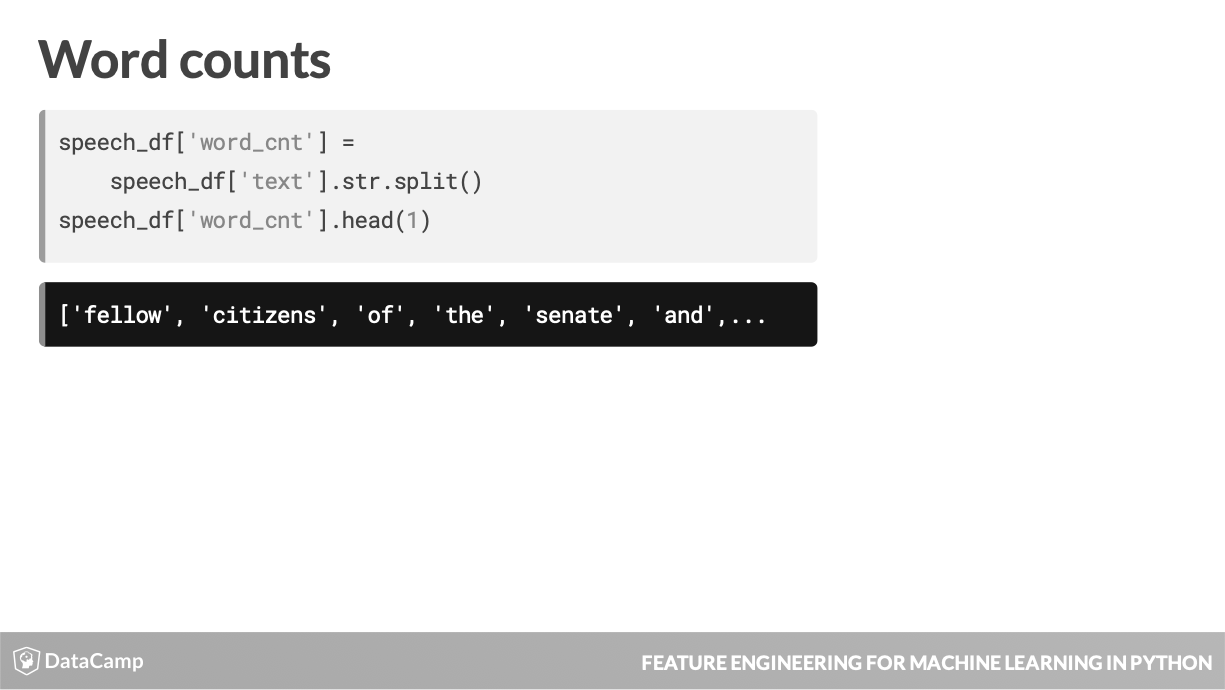 Word counts
speech_df['word_cnt'] =
    speech_df['text'].str.split()
speech_df['word_cnt'].head(1)
['fellow', 'citizens', 'of', 'the', 'senate', 'and',...
DataCamp
FEATURE ENGINEERING FOR MACHINE LEARNING IN PYTHON